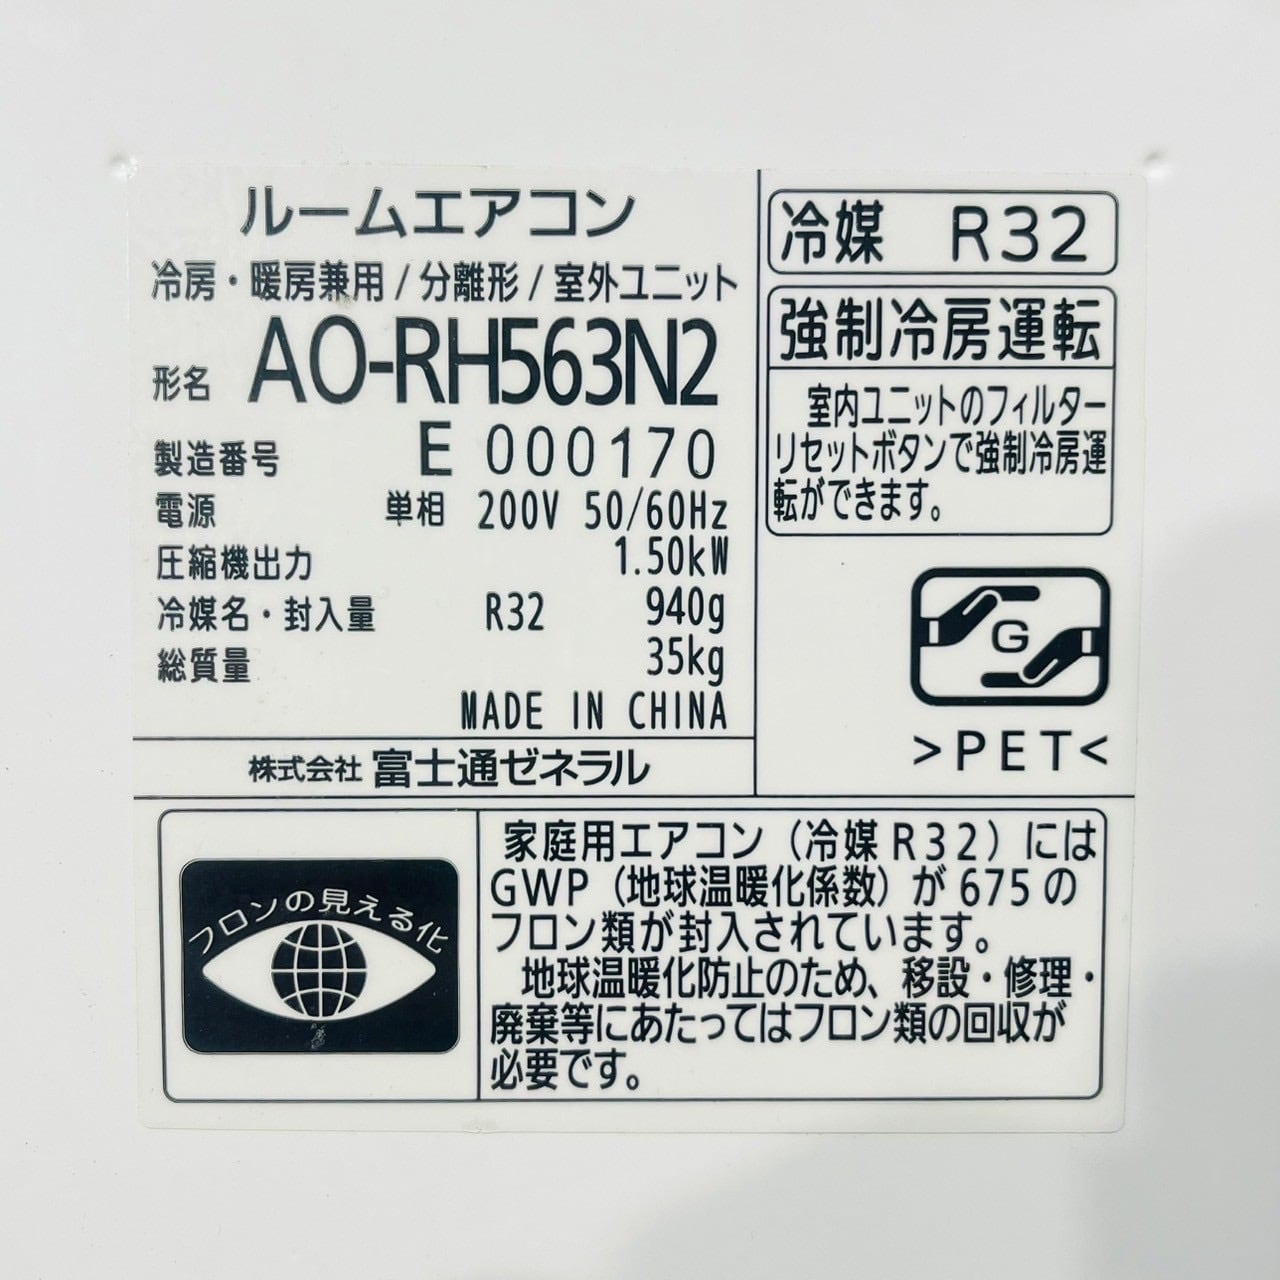 ルームエアコン
冷房・暖房兼用/分離形/室外ユニット
形名 AO-RH563N2
製造番号 E 000170
電源 単相 200V 50/60Hz
圧縮機出力 1.50kW
冷媒名・封入量 R32 940g
総質量 35kg
MADE IN CHINA
株式会社 富士通ゼネラル
冷媒 R32
強制冷房運転
室内ユニットのフィルター
リセットボタンで強制冷房運
転ができます。
G
>PET<
フロンの見える化
家庭用エアコン（冷媒R32）には
GWP（地球温暖化係数）が675の
フロン類が封入されています。
地球温暖化防止のため、移設・修理・
廃棄等にあたってはフロン類の回収が
必要です。